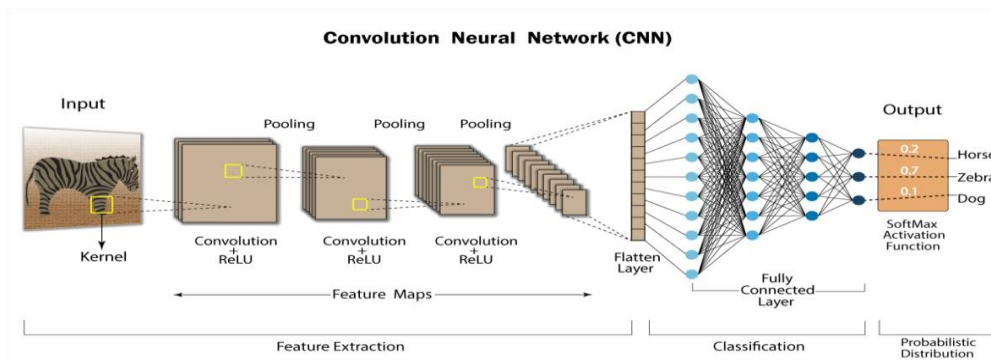 Convolution Neural Network (CNN)
Input
Output
Pooling
Pooling
Pooling
0.2
Horse
0.7
Zebra
0.1
Dog
Kernel
Convolution
+
ReLU
Convolution
+
ReLU
Convolution
+
ReLU
Flatten
Layer
SoftMax
Activation
Function
Feature Maps
Fully
Connected
Layer
Feature Extraction
Classification
Probabilistic
Distribution